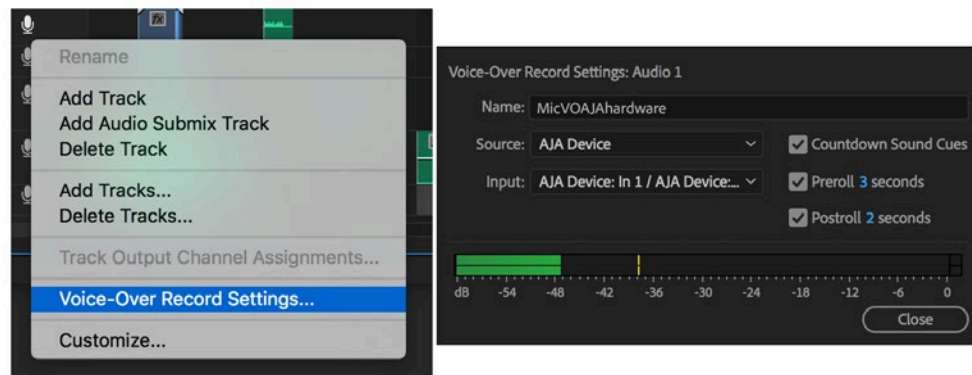 fx
Rename
Add Track
Add Audio Submix Track
Delete Track
Add Tracks...
Delete Tracks...
Track Output Channel Assignments...
Voice-Over Record Settings...
Customize...
Voice-Over Record Settings: Audio 1
Name: MicVOAJAhardware
Source: AJA Device
Countdown Sound Cues
Input: AJA Device: In 1 / AJA Device:...
Preroll 3 seconds
Postroll 2 seconds
dB -54 -48 -42 -36 -30 -24 -18 -12 -6 0
Close